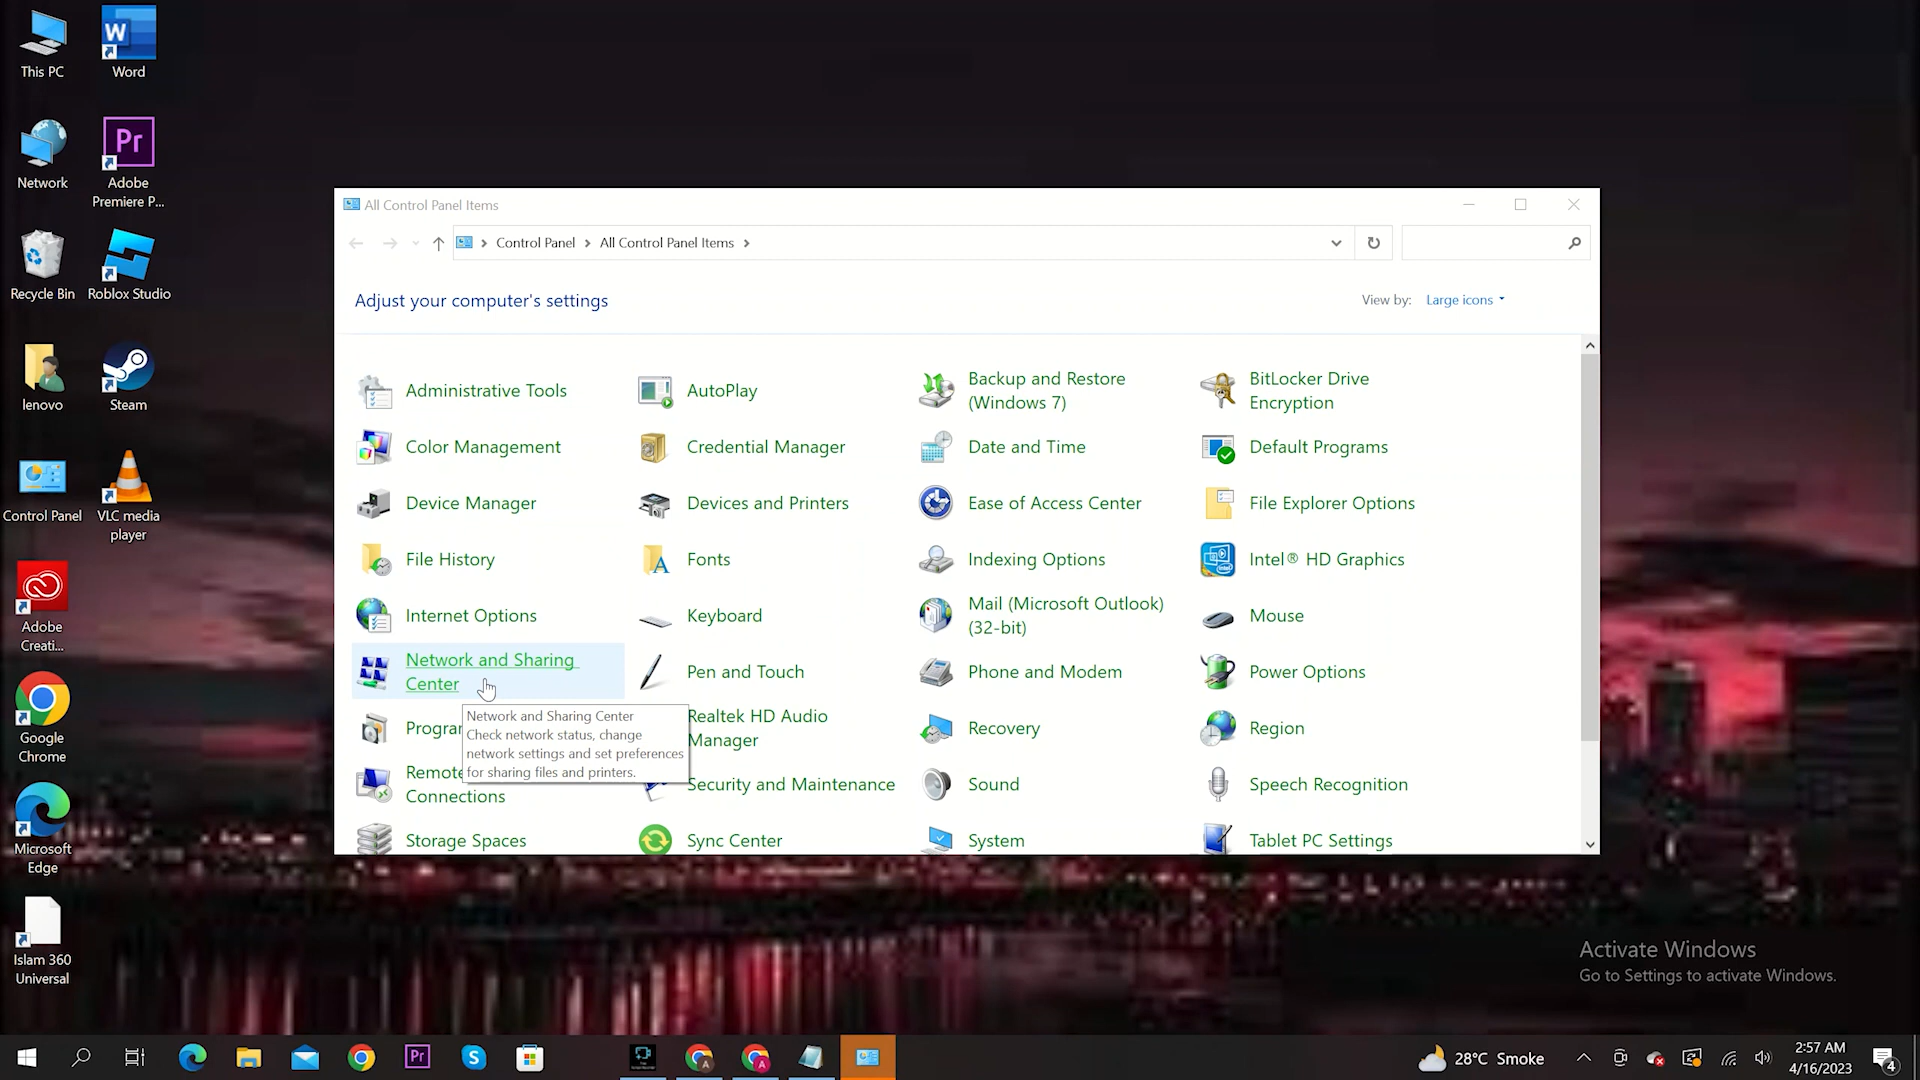 This PC
Word
Network
Adobe
Premiere P...
Recycle Bin
Roblox Studio
lenovo
Steam
Control Panel
VLC media
player
Adobe
Creati...
Google
Chrome
Microsoft
Edge
Islam 360
Universal
All Control Panel Items
Control Panel
All Control Panel Items
Adjust your computer's settings
View by:
Large icons
Administrative Tools
AutoPlay
Backup and Restore
(Windows 7)
BitLocker Drive
Encryption
Color Management
Credential Manager
Date and Time
Default Programs
Device Manager
Devices and Printers
Ease of Access Center
File Explorer Options
File History
Fonts
Indexing Options
Intel® HD Graphics
Internet Options
Keyboard
Mail (Microsoft Outlook)
(32-bit)
Mouse
Network and Sharing
Center
Pen and Touch
Phone and Modem
Power Options
Network and Sharing Center
Check network status, change
network settings and set preferences
for sharing files and printers.
Realtek HD Audio
Manager
Recovery
Region
Connections
Security and Maintenance
Sound
Speech Recognition
Storage Spaces
Sync Center
System
Tablet PC Settings
Activate Windows
Go to Settings to activate Windows.
Pr
28°C Smoke
2:57 AM
4/16/2023
4